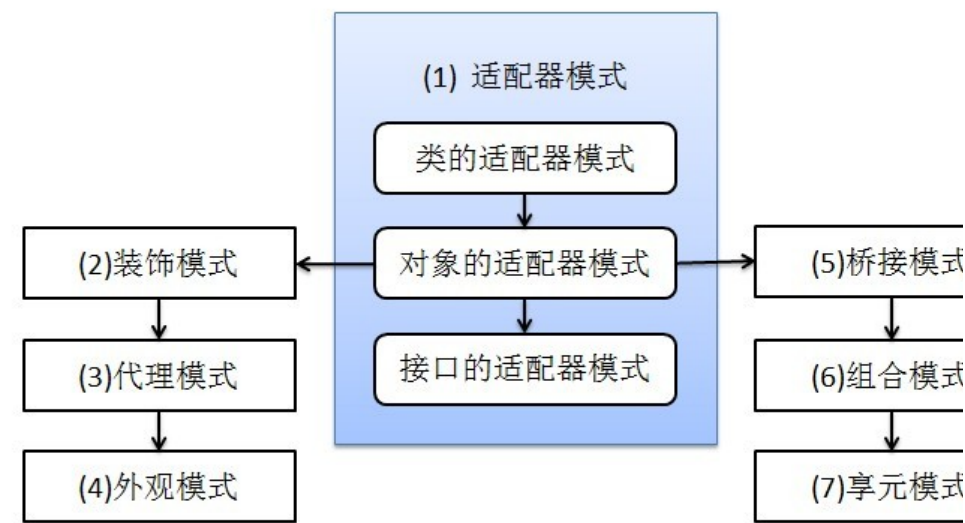 (1) 适配器模式
类的适配器模式
(2)装饰模式
对象的适配器模式
(5)桥接模式
(3)代理模式
接口的适配器模式
(6)组合模式
(4)外观模式
(7)享元模式